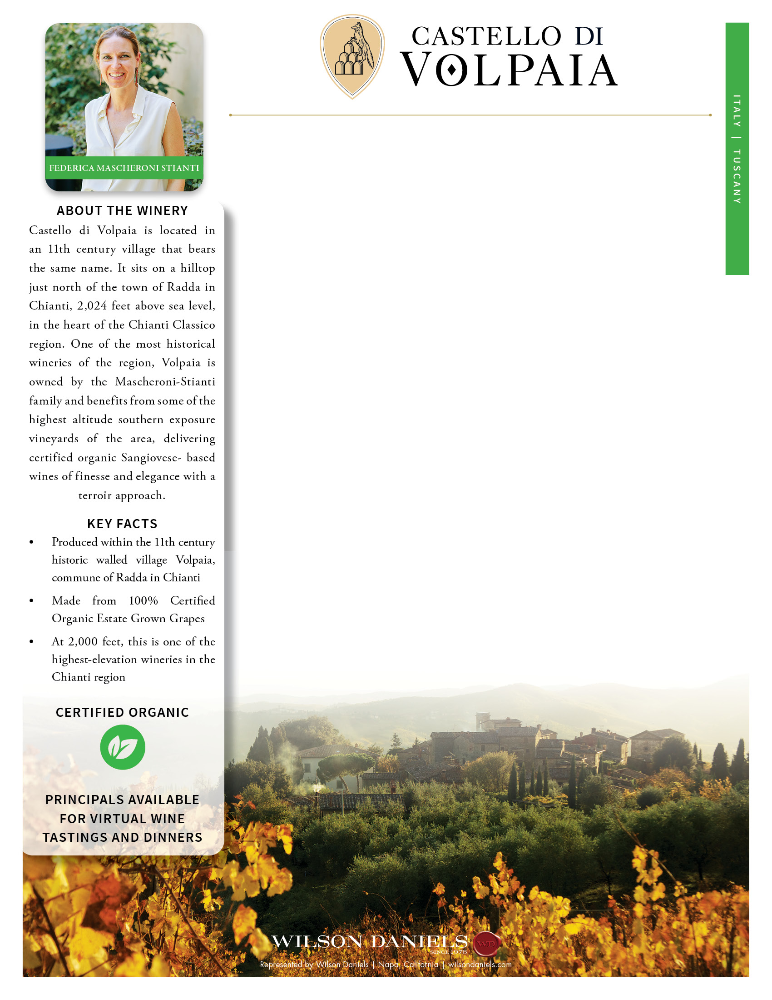 CASTELLO DI
VOLPAIA
ITALY | TUSCANY
FEDERICA MASCHERONI STIANTI
ABOUT THE WINERY
Castello di Volpaia is located in
an 11th century village that bears
the same name. It sits on a hilltop
just north of the town of Radda in
Chianti, 2,024 feet above sea level,
in the heart of the Chianti Classico
region. One of the most historical
wineries of the region, Volpaia is
owned by the Mascheroni-Stianti
family and benefits from some of the
highest altitude southern exposure
vineyards of the area, delivering
certified organic Sangiovese- based
wines of finesse and elegance with a
terroir approach.
KEY FACTS
• Produced within the 11th century
historic walled village Volpaia,
commune of Radda in Chianti
• Made from 100% Certified
Organic Estate Grown Grapes
• At 2,000 feet, this is one of the
highest-elevation wineries in the
Chianti region
CERTIFIED ORGANIC
PRINCIPALS AVAILABLE
FOR VIRTUAL WINE
TASTINGS AND DINNERS
WILSON DANIELS
WD
SINCE 1978
Represented by Wilson Daniels | Napa, California | wilsondaniels.com